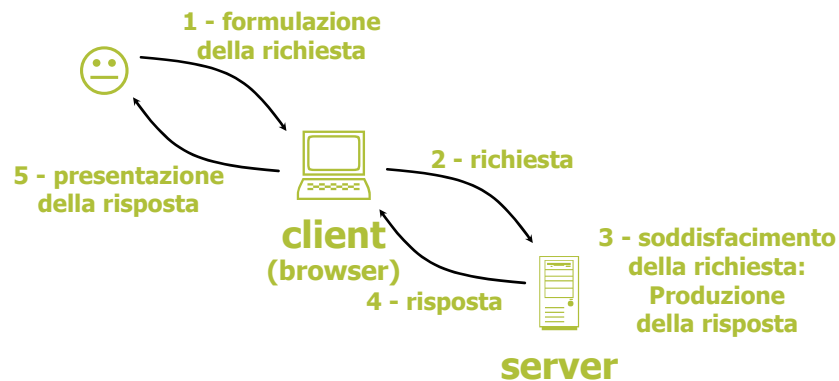 1 - formulazione
della richiesta
5 - presentazione
della risposta
client
(browser)
2 - richiesta
4 - risposta
3 - soddisfacimento
della richiesta:
Produzione
della risposta
server